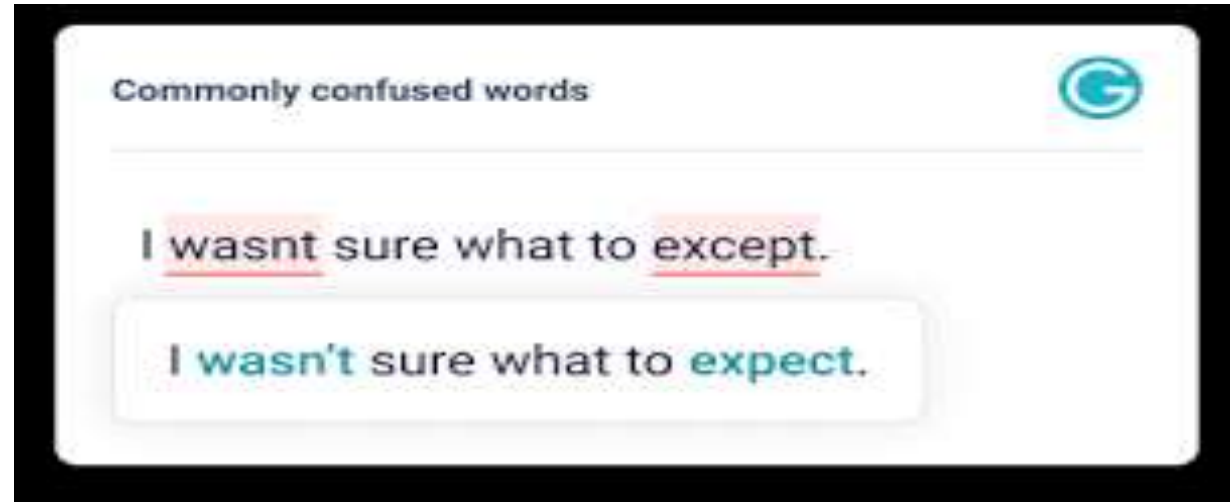 Commonly confused words
I wasnt sure what to except.
I wasn't sure what to expect.